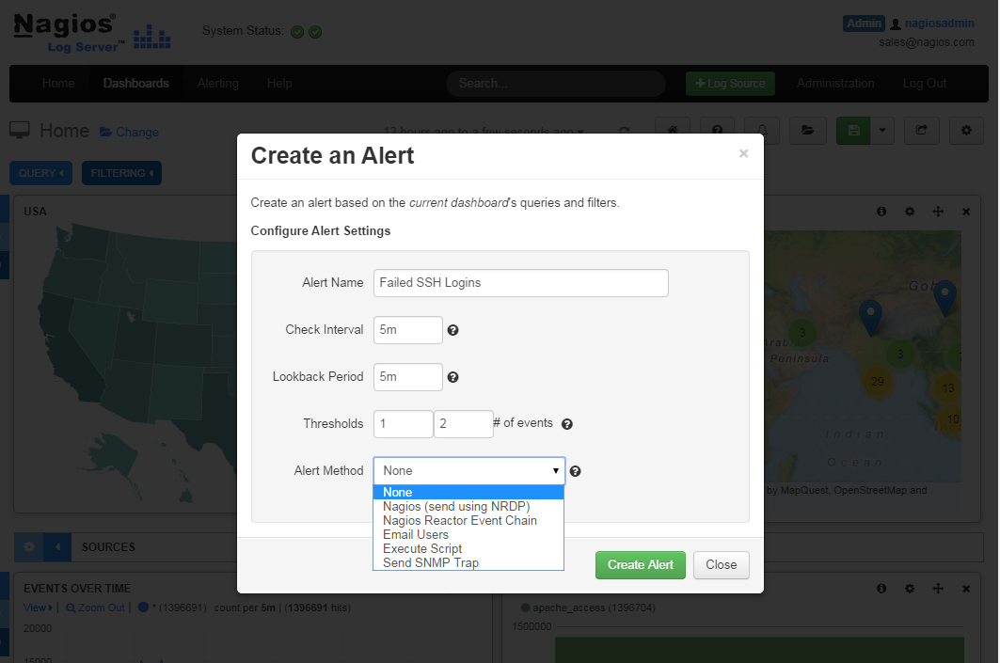 Nagios®
Log Server™
System Status:
Admin nagiosadmin
sales@nagios.com
Home Dashboards Alerting Help Search... + Log Source Administration Log Out
Home Change 12 hours ago to a few seconds ago
QUERY FILTERING
USA
Create an Alert ×
Create an alert based on the current dashboard's queries and filters.
Configure Alert Settings
Alert Name Failed SSH Logins
Check Interval 5m
Lookback Period 5m
Thresholds 1 2 # of events
Alert Method None
None
Nagios (send using NRDP)
Nagios Reactor Event Chain
Email Users
Execute Script
Send SNMP Trap
Create Alert Close
Peninsula
3
3
29
13
10
Indian
Ocean
by MapQuest, OpenStreetMap and
SOURCES
EVENTS OVER TIME
View | Zoom Out | * (1396691) count per 5m | (1396691 hits)
20000
15000
apache_access (1396704)
1500000